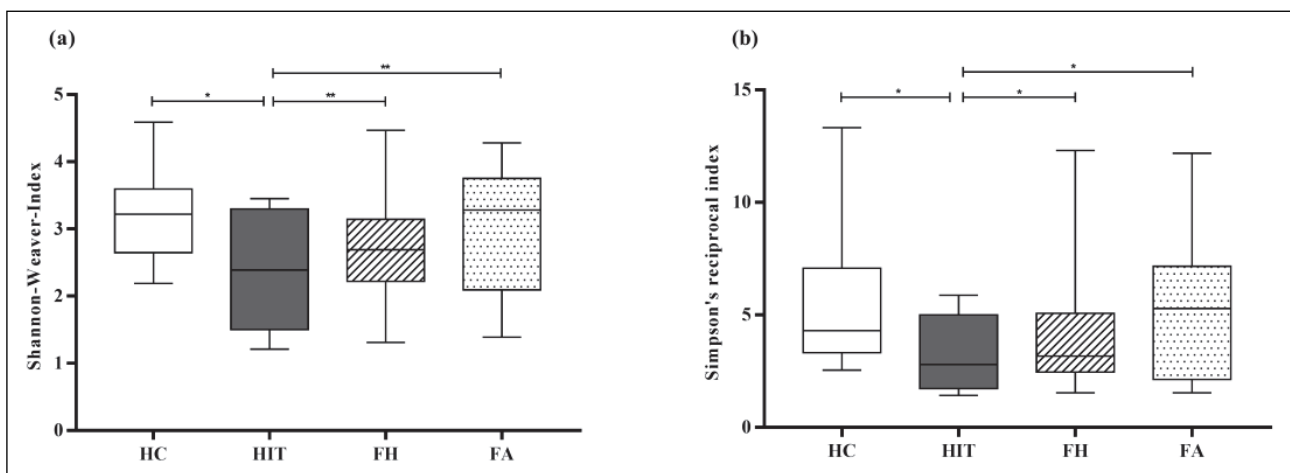 (a)
**
* **
5
4
3
2
1
0
Shannon-Weaver-Index
HC HIT FH FA
(b)
*
* *
15
10
5
0
Simpson's reciprocal index
HC HIT FH FA